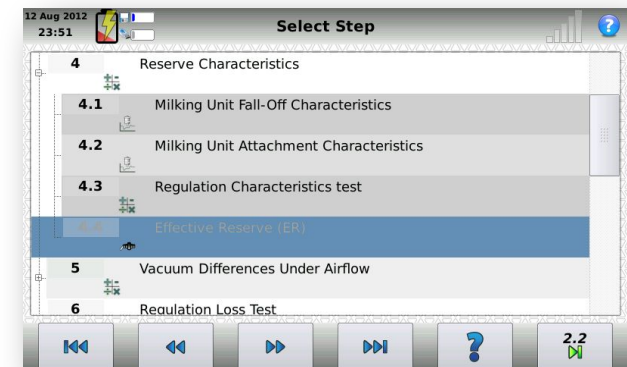 12 Aug 2012
23:51
Select Step
4 Reserve Characteristics
4.1 Milking Unit Fall-Off Characteristics
4.2 Milking Unit Attachment Characteristics
4.3 Regulation Characteristics test
4.4 Effective Reserve (ER)
5 Vacuum Differences Under Airflow
6 Regulation Loss Test
2.2